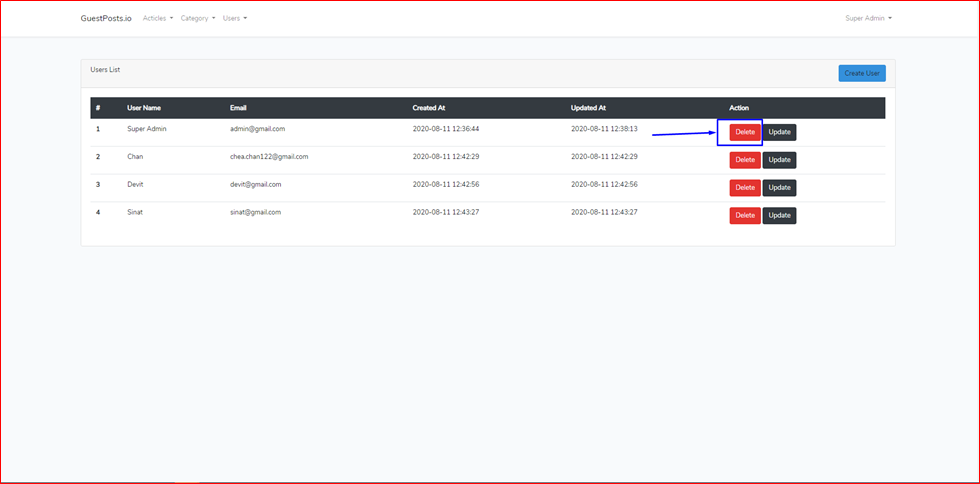 GuestPosts.io Articles Category Users Super Admin
Users List Create User
# User Name Email Created At Updated At Action
1 Super Admin admin@gmail.com 2020-08-11 12:36:44 2020-08-11 12:38:13 Delete Update
2 Chan chea.chan122@gmail.com 2020-08-11 12:42:29 2020-08-11 12:42:29 Delete Update
3 Devit devit@gmail.com 2020-08-11 12:42:56 2020-08-11 12:42:56 Delete Update
4 Sinat sinat@gmail.com 2020-08-11 12:43:27 2020-08-11 12:43:27 Delete Update